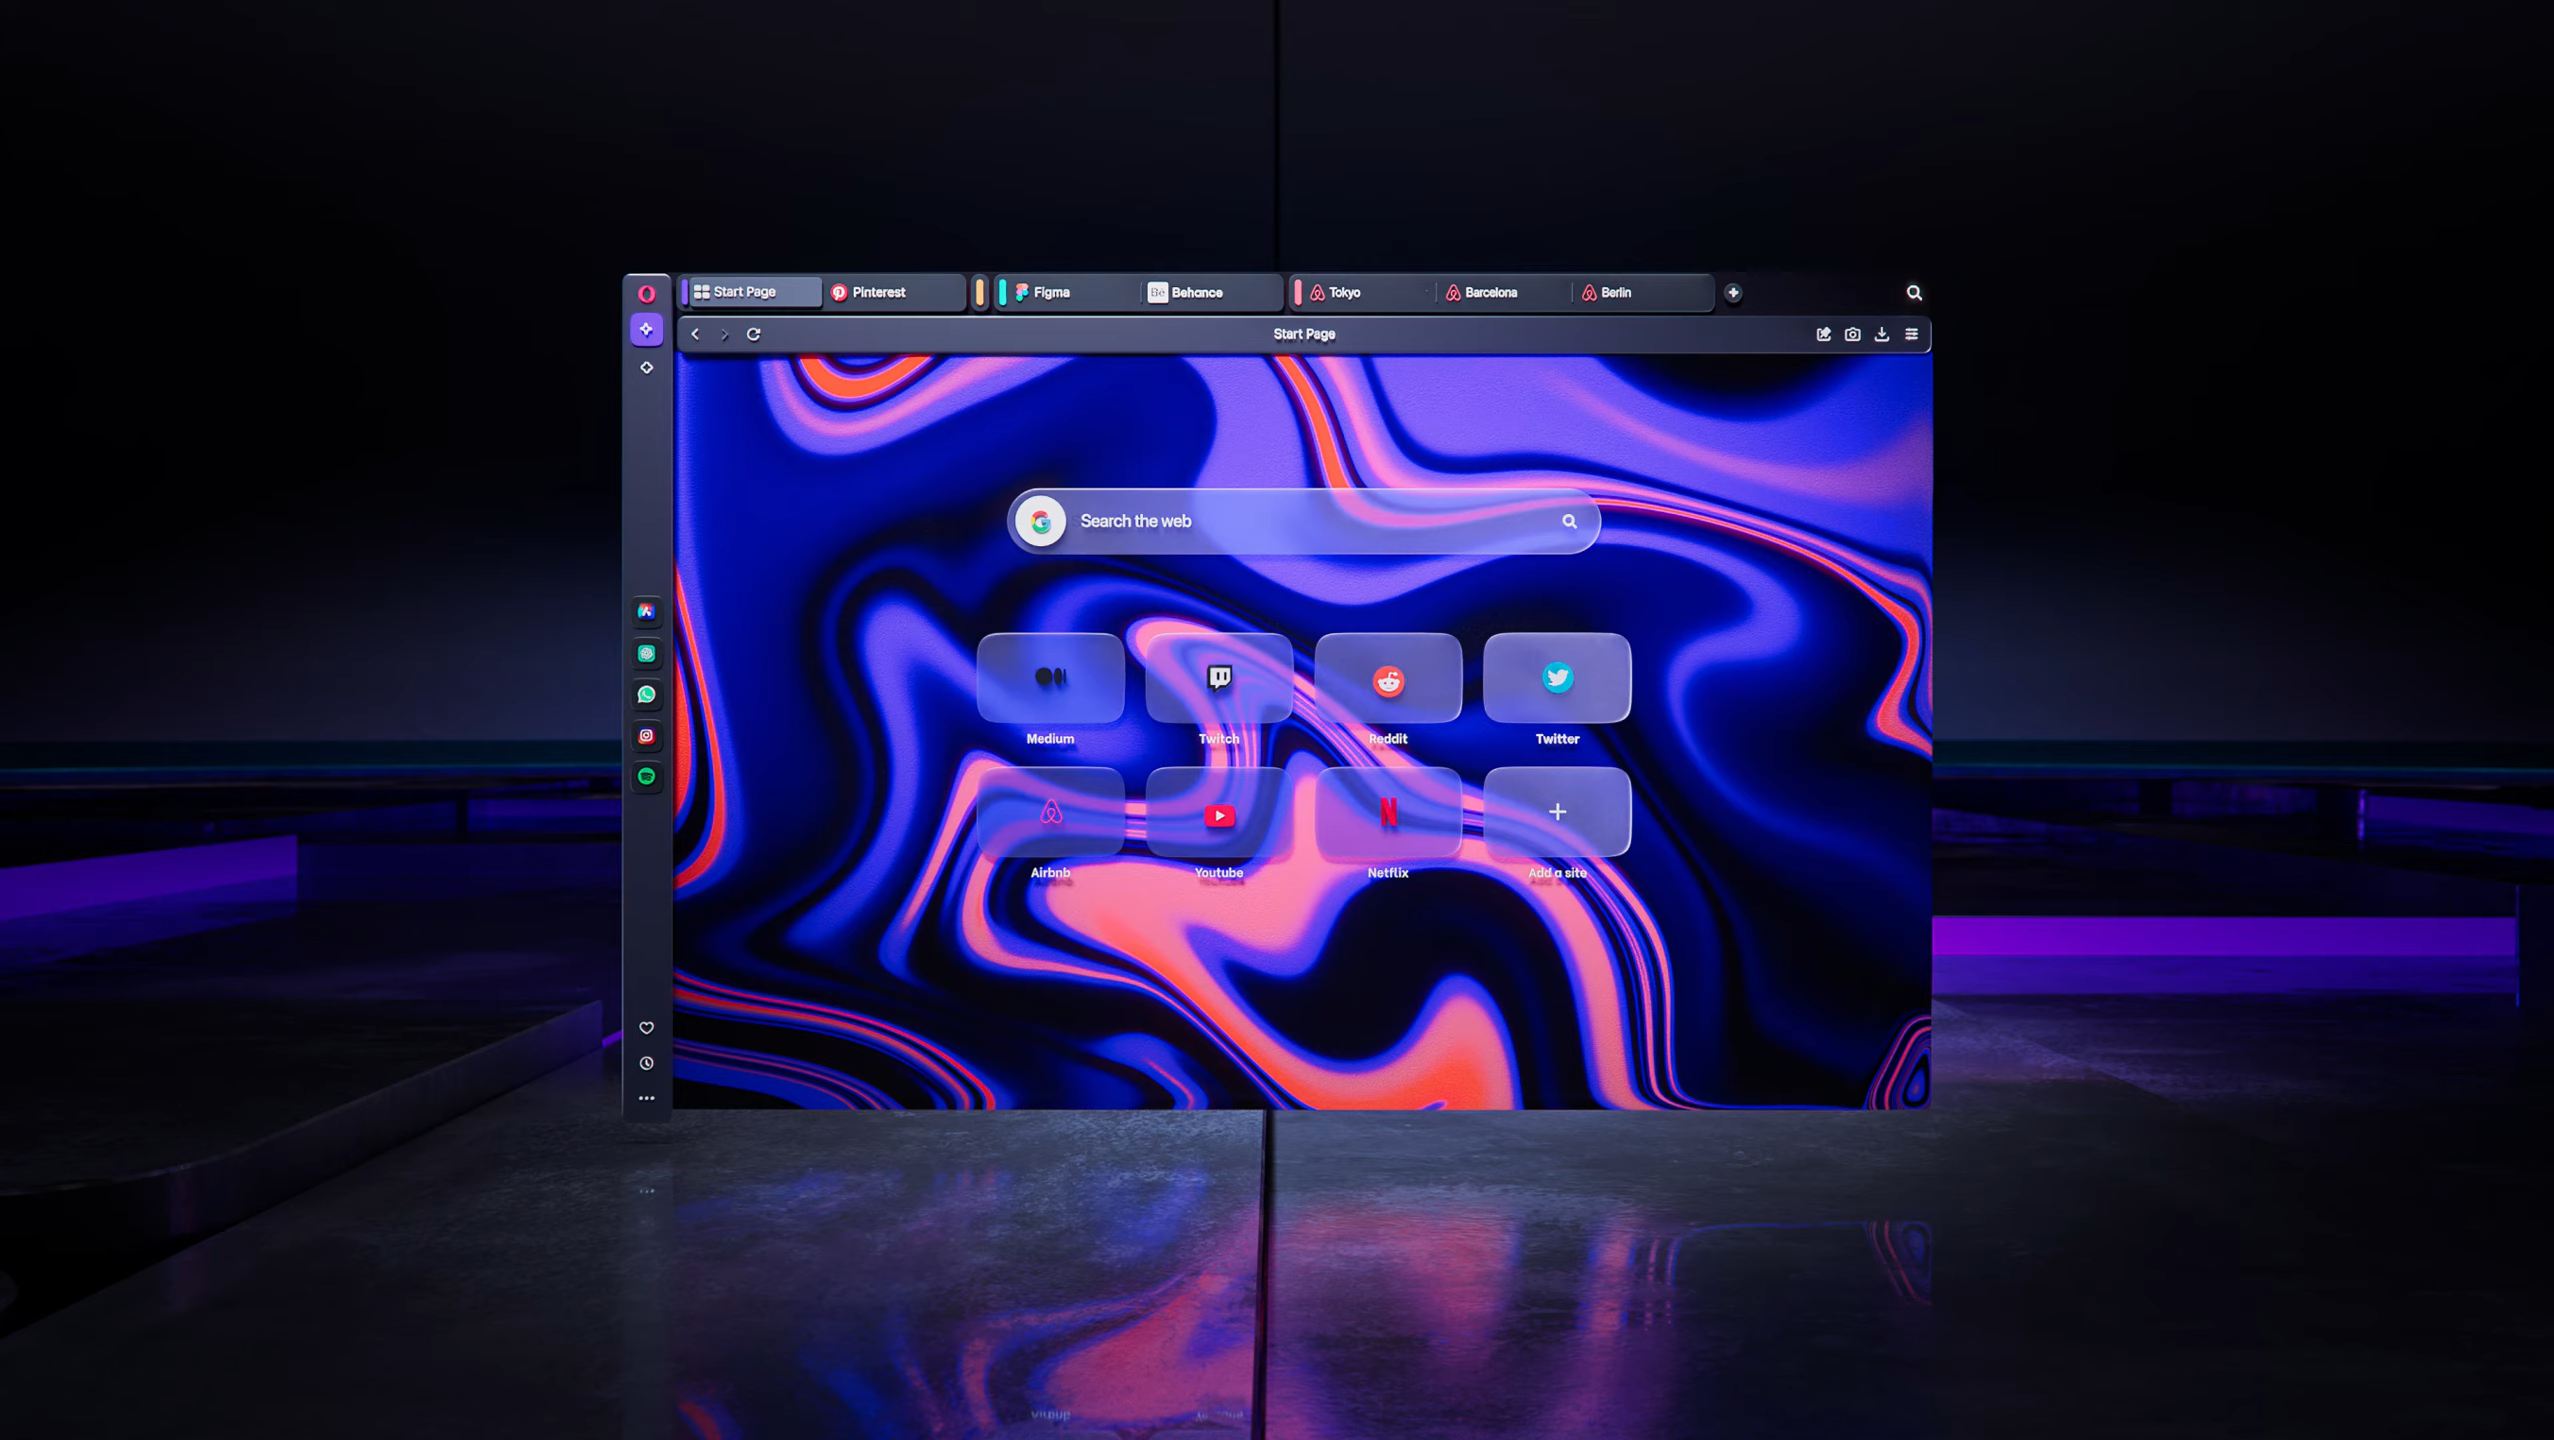 Start Page Pinterest Figma Bē Behance Tokyo Barcelona Berlin
Start Page
Search the web
Medium Twitch Reddit Twitter
Airbnb Youtube Netflix Add a site